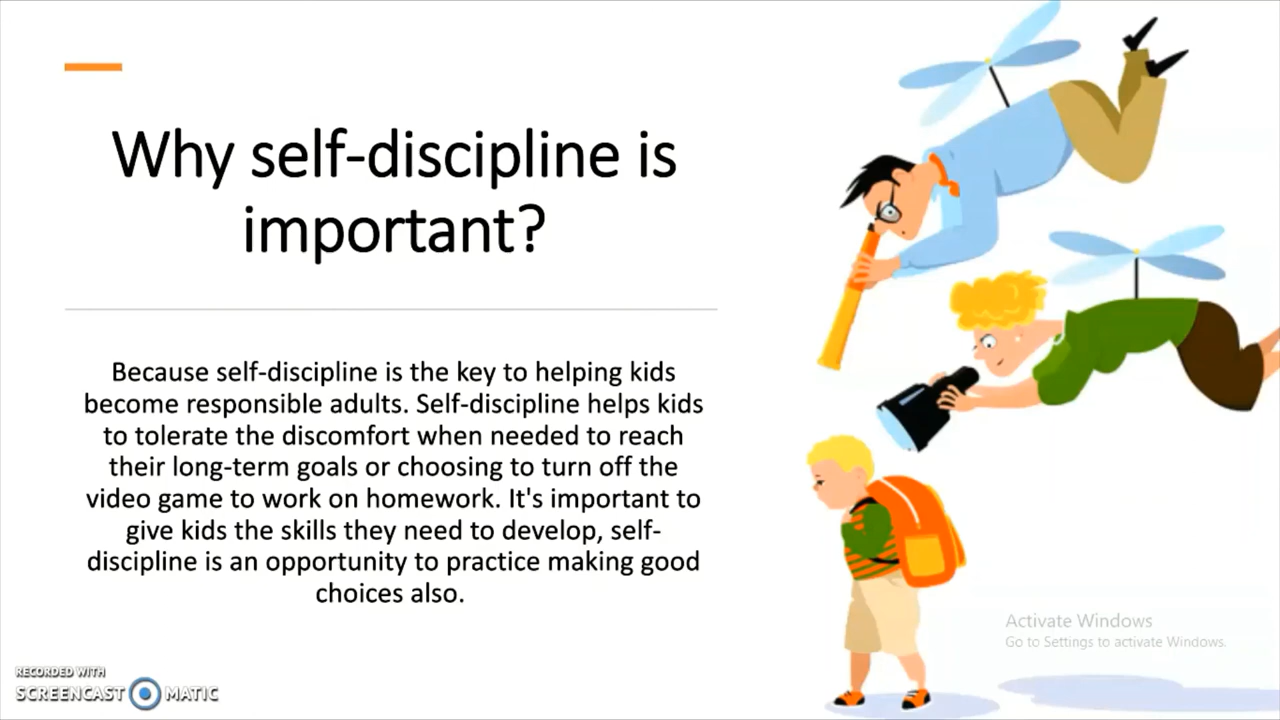 Why self-discipline is
important?
Because self-discipline is the key to helping kids
become responsible adults. Self-discipline helps kids
to tolerate the discomfort when needed to reach
their long-term goals or choosing to turn off the
video game to work on homework. It's important to
give kids the skills they need to develop, self-
discipline is an opportunity to practice making good
choices also.
Activate Windows
Go to Settings to activate Windows.
RECORDED WITH
SCREENCAST MATIC